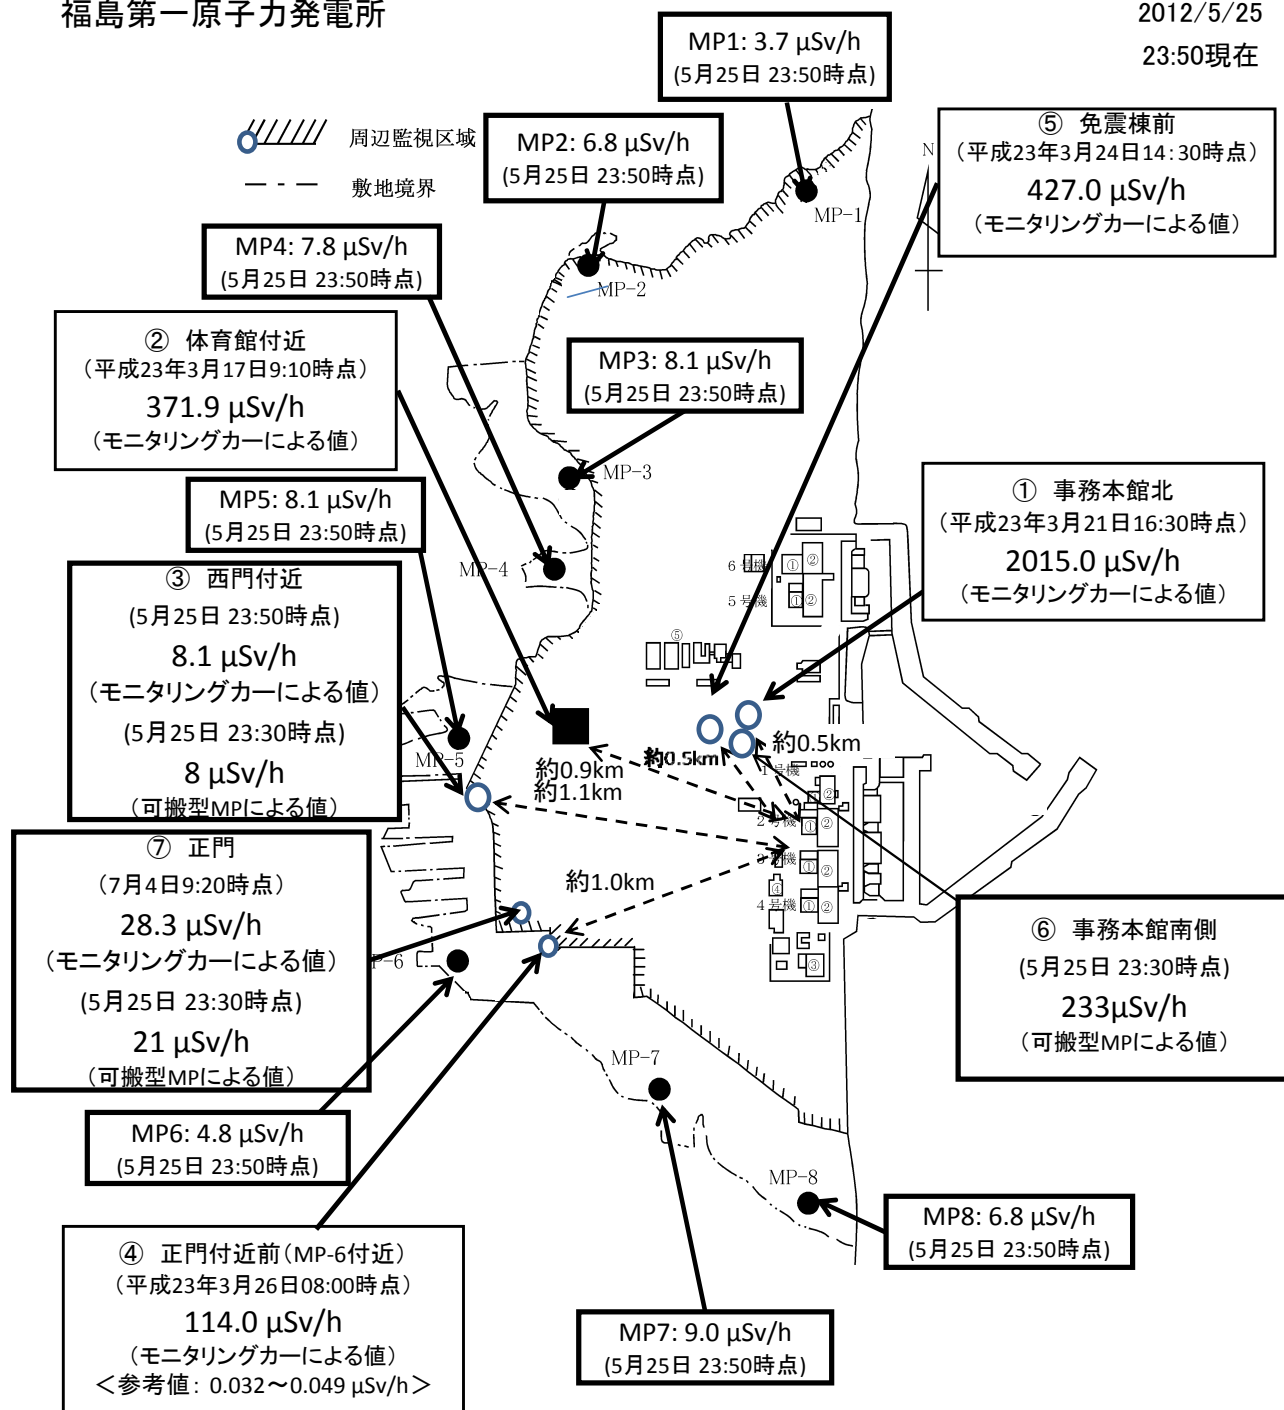 福島第一原子力発電所
2012/5/25
23:50現在
周辺監視区域
敷地境界
MP1: 3.7 μSv/h
(5月25日 23:50時点)
MP2: 6.8 μSv/h
(5月25日 23:50時点)
⑤ 免震棟前
(平成23年3月24日14:30時点)
427.0 μSv/h
(モニタリングカーによる値)
N
MP-1
MP4: 7.8 μSv/h
(5月25日 23:50時点)
MP-2
② 体育館付近
(平成23年3月17日9:10時点)
371.9 μSv/h
(モニタリングカーによる値)
MP3: 8.1 μSv/h
(5月25日 23:50時点)
MP-3
MP5: 8.1 μSv/h
(5月25日 23:50時点)
① 事務本館北
(平成23年3月21日16:30時点)
2015.0 μSv/h
(モニタリングカーによる値)
MP-4
6号機
① ②
5号機
① ②
⑤
③ 西門付近
(5月25日 23:50時点)
8.1 μSv/h
(モニタリングカーによる値)
(5月25日 23:30時点)
8 μSv/h
(可搬型MPによる値)
MP-5
約0.9km
約1.1km
約0.5km
約0.5km
1号機
① ②
2号機
① ②
3号機
① ②
④
4号機
① ②
③
約1.0km
⑦ 正門
(7月4日9:20時点)
28.3 μSv/h
(モニタリングカーによる値)
(5月25日 23:30時点)
21 μSv/h
(可搬型MPによる値)
P-6
⑥ 事務本館南側
(5月25日 23:30時点)
233μSv/h
(可搬型MPによる値)
MP-7
MP6: 4.8 μSv/h
(5月25日 23:50時点)
MP-8
MP8: 6.8 μSv/h
(5月25日 23:50時点)
④ 正門付近前(MP-6付近)
(平成23年3月26日08:00時点)
114.0 μSv/h
(モニタリングカーによる値)
<参考値: 0.032～0.049 μSv/h>
MP7: 9.0 μSv/h
(5月25日 23:50時点)